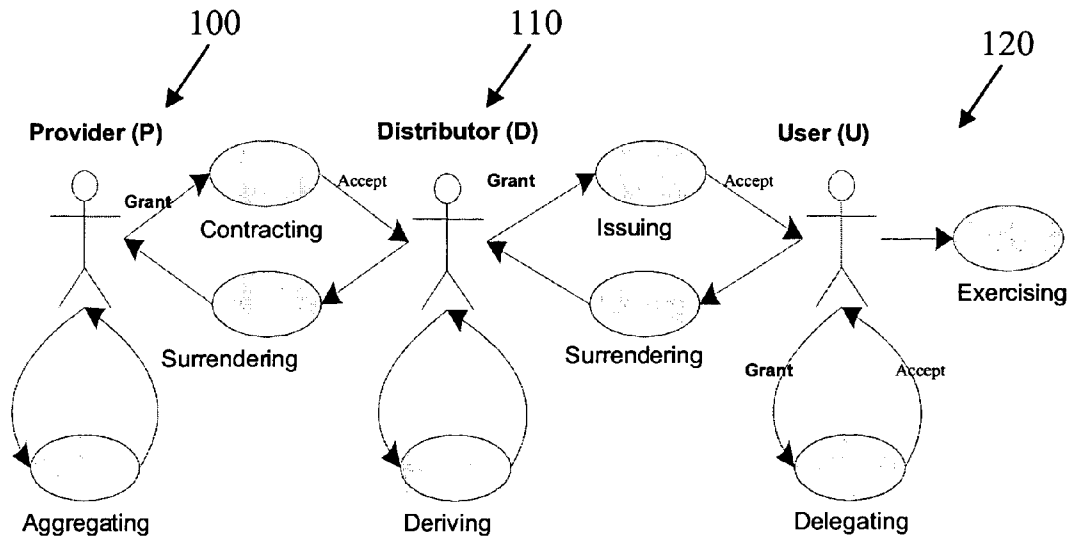 100
110
120
Provider (P)
Distributor (D)
User (U)
Grant
Accept
Grant
Accept
Contracting
Issuing
Exercising
Surrendering
Surrendering
Grant
Accept
Aggregating
Deriving
Delegating